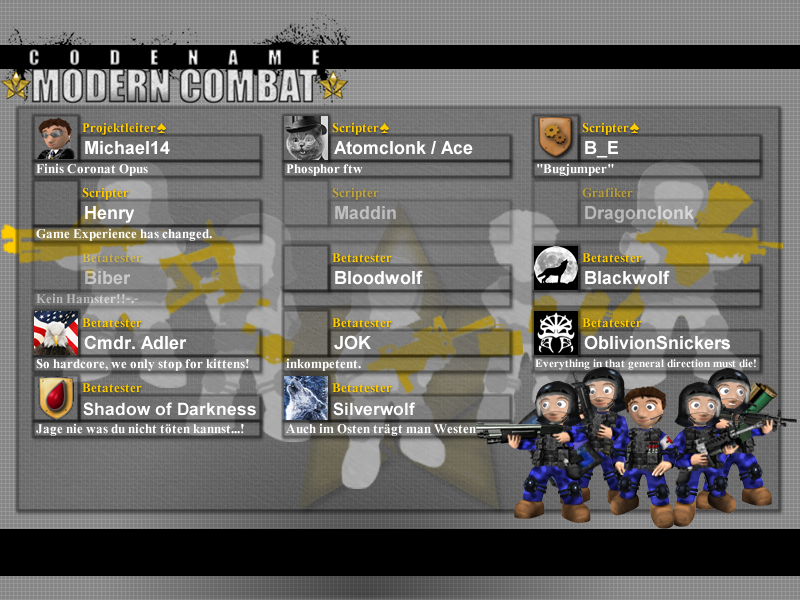 CODENAME
MODERN COMBAT
Projektleiter♠
Michael14
Finis Coronat Opus
Scripter♠
Atomclonk / Ace
Phosphor ftw
Scripter♠
B_E
"Bugjumper"
Scripter
Henry
Game Experience has changed.
Scripter
Maddin
Grafiker
Dragonclonk
Betatester
Biber
Kein Hamster!!-.-
Betatester
Bloodwolf
Betatester
Blackwolf
Betatester
Cmdr. Adler
So hardcore, we only stop for kittens!
Betatester
JOK
inkompetent.
Betatester
OblivionSnickers
Everything in that general direction must die!
Betatester
Shadow of Darkness
Jage nie was du nicht töten kannst...!
Betatester
Silverwolf
Auch im Osten trägt man Westen